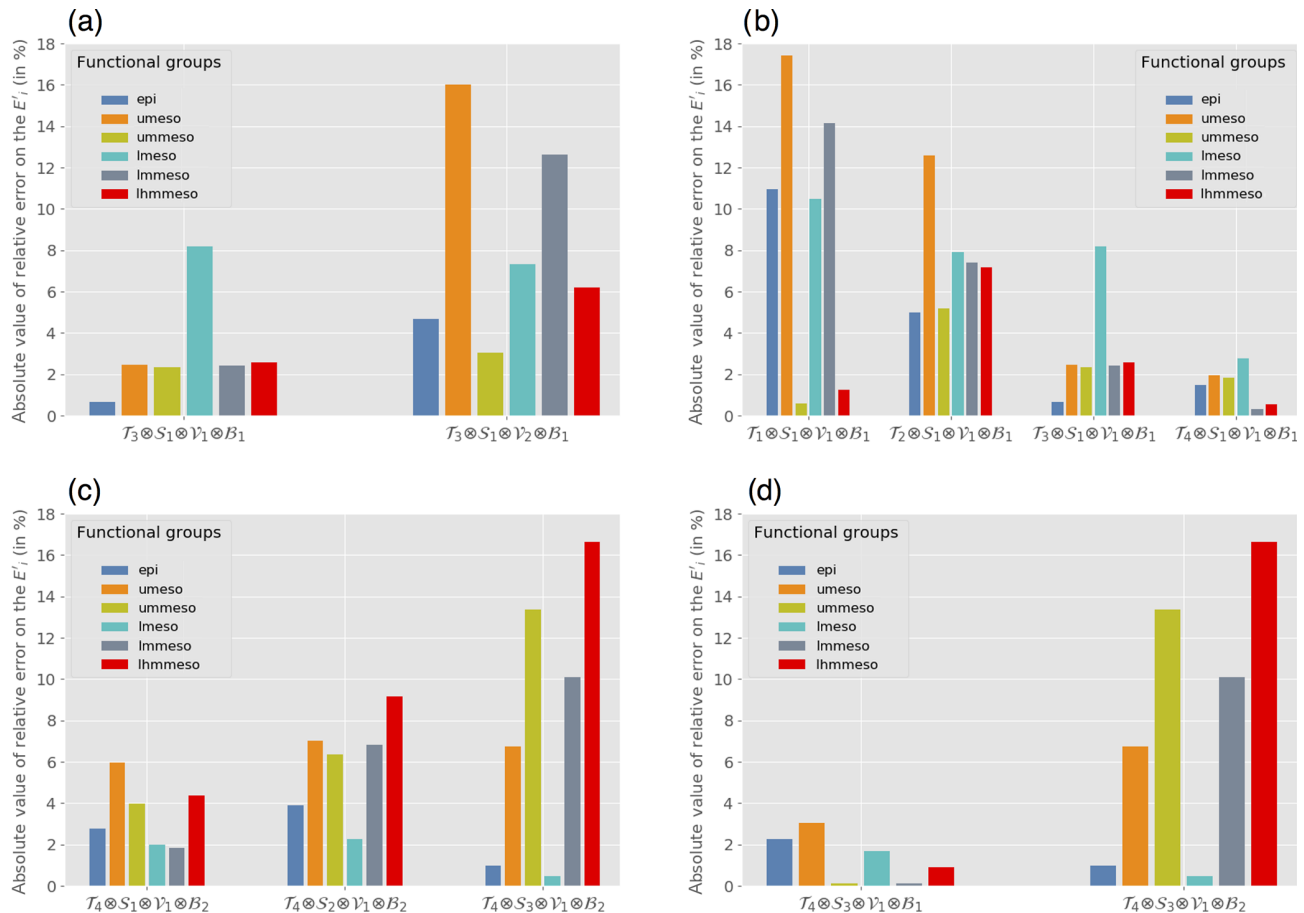 (a)
Absolute value of relative error on the E'ᵢ (in %)
18
16
14
12
10
8
6
4
2
0
Functional groups
epi
umeso
ummeso
lmeso
lmmeso
lhmmeso
𝒯₃⊗𝒮₁⊗𝒱₁⊗ℬ₁
𝒯₃⊗𝒮₁⊗𝒱₂⊗ℬ₁
(b)
Absolute value of relative error on the E'ᵢ (in %)
18
16
14
12
10
8
6
4
2
0
Functional groups
epi
umeso
ummeso
lmeso
lmmeso
lhmmeso
𝒯₁⊗𝒮₁⊗𝒱₁⊗ℬ₁
𝒯₂⊗𝒮₁⊗𝒱₁⊗ℬ₁
𝒯₃⊗𝒮₁⊗𝒱₁⊗ℬ₁
𝒯₄⊗𝒮₁⊗𝒱₁⊗ℬ₁
(c)
Absolute value of relative error on the E'ᵢ (in %)
18
16
14
12
10
8
6
4
2
0
Functional groups
epi
umeso
ummeso
lmeso
lmmeso
lhmmeso
𝒯₄⊗𝒮₁⊗𝒱₁⊗ℬ₂
𝒯₄⊗𝒮₂⊗𝒱₁⊗ℬ₂
𝒯₄⊗𝒮₃⊗𝒱₁⊗ℬ₂
(d)
Absolute value of relative error on the E'ᵢ (in %)
18
16
14
12
10
8
6
4
2
0
Functional groups
epi
umeso
ummeso
lmeso
lmmeso
lhmmeso
𝒯₄⊗𝒮₃⊗𝒱₁⊗ℬ₁
𝒯₄⊗𝒮₃⊗𝒱₁⊗ℬ₂